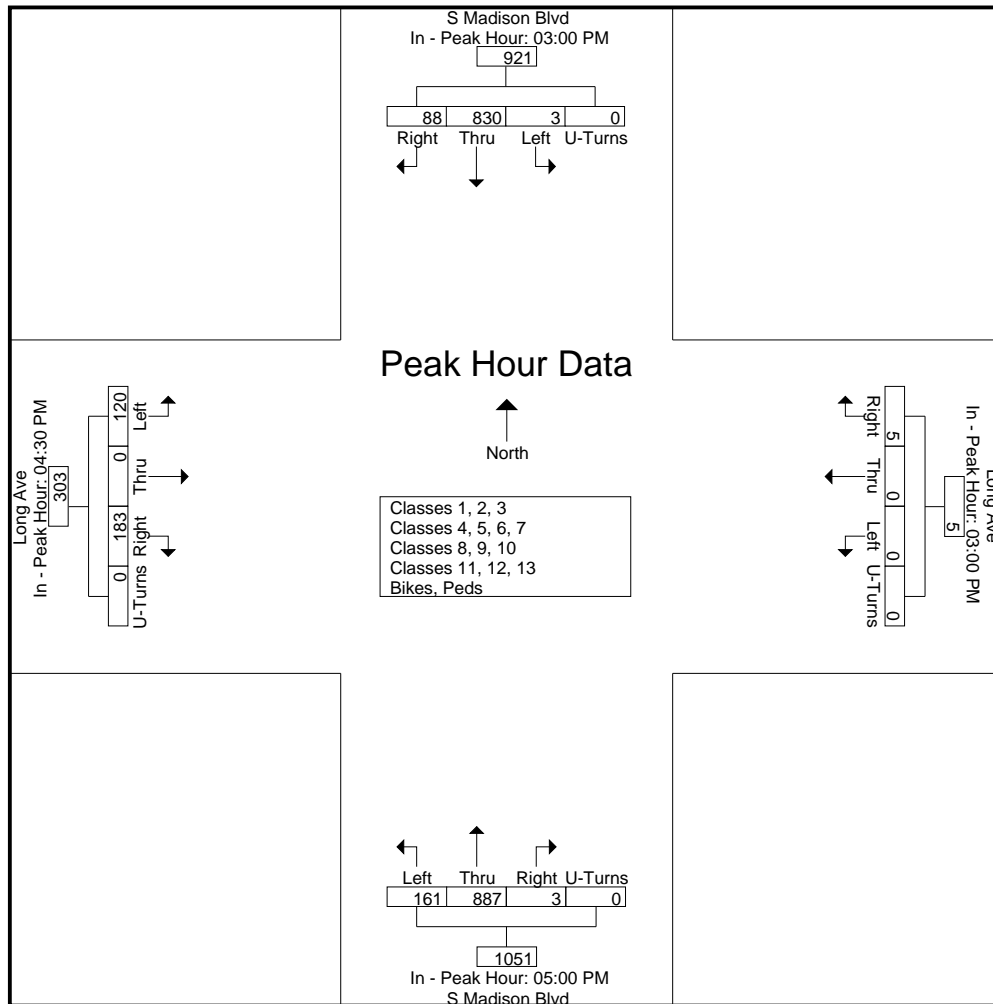 S Madison Blvd
In - Peak Hour: 03:00 PM
921
88 830 3 0
Right Thru Left U-Turns
Peak Hour Data
North
Classes 1, 2, 3
Classes 4, 5, 6, 7
Classes 8, 9, 10
Classes 11, 12, 13
Bikes, Peds
Long Ave
In - Peak Hour: 04:30 PM
303
120 0 183 0
Left Thru Right U-Turns
Long Ave
In - Peak Hour: 03:00 PM
5
5 0 0 0
Right Thru Left U-Turns
Left Thru Right U-Turns
161 887 3 0
1051
In - Peak Hour: 05:00 PM
S Madison Blvd